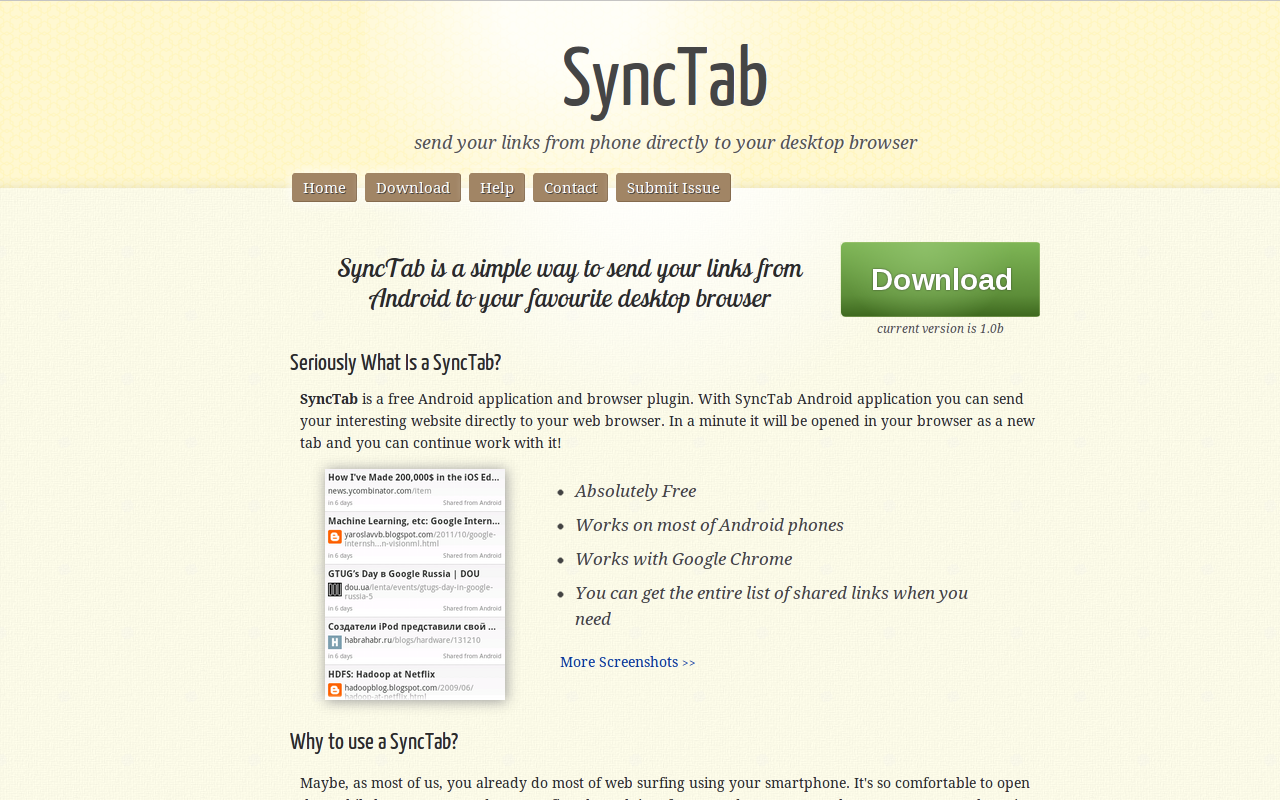 SyncTab
send your links from phone directly to your desktop browser
Home Download Help Contact Submit Issue
SyncTab is a simple way to send your links from
Android to your favourite desktop browser
Download
current version is 1.0b
Seriously What Is a SyncTab?
SyncTab is a free Android application and browser plugin. With SyncTab Android application you can send
your interesting website directly to your web browser. In a minute it will be opened in your browser as a new
tab and you can continue work with it!
How I've Made 200,000$ in the iOS Ed...
news.ycombinator.com/item
in 6 days Shared from Android
Machine Learning, etc: Google Intern...
yaroslavvb.blogspot.com/2011/10/google-
internsh...n-visionml.html
in 6 days Shared from Android
GTUG's Day в Google Russia | DOU
dou.ua/lenta/events/gtugs-day-in-google-
russia-5
in 6 days Shared from Android
Создатели iPod представили свой ...
habrahabr.ru/blogs/hardware/131210
in 6 days Shared from Android
HDFS: Hadoop at Netflix
hadoopblog.blogspot.com/2009/06/
hadoop-at-netflix.html
Absolutely Free
Works on most of Android phones
Works with Google Chrome
You can get the entire list of shared links when you
need
More Screenshots >>
Why to use a SyncTab?
Maybe, as most of us, you already do most of web surfing using your smartphone. It's so comfortable to open